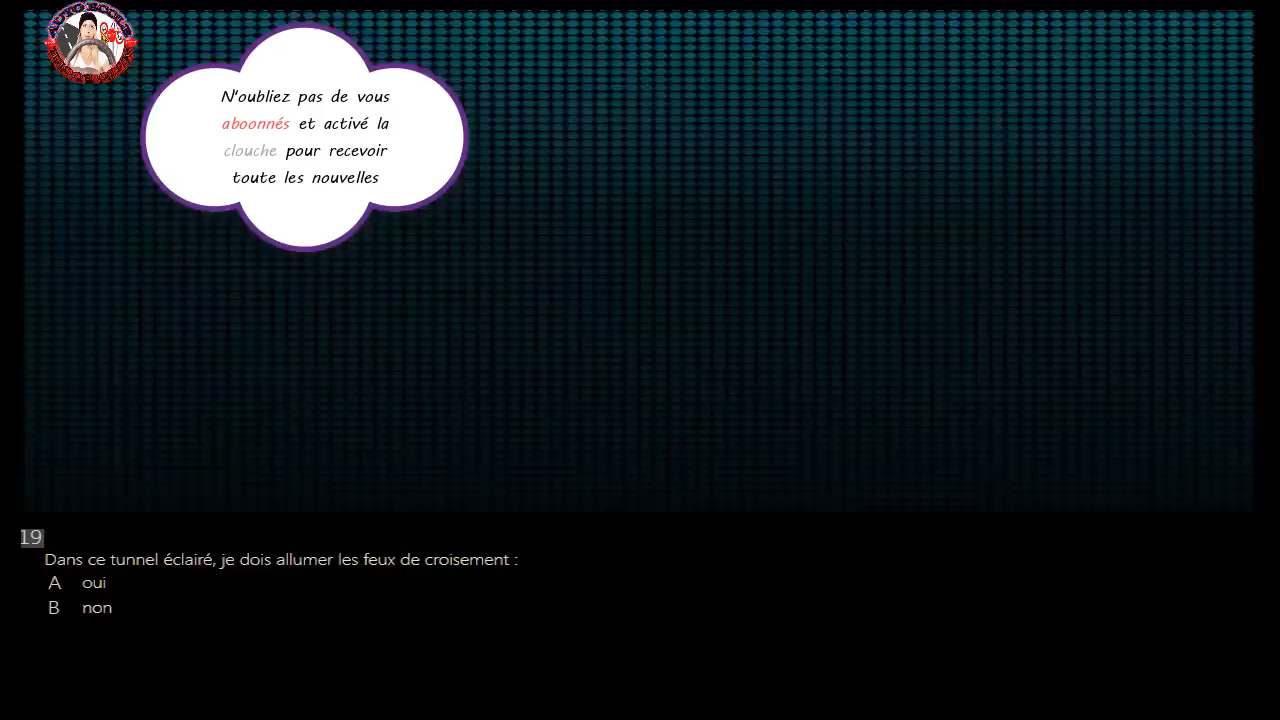 N'oubliez pas de vous
aboonnés et activé la
clouche pour recevoir
toute les nouvelles
19
Dans ce tunnel éclairé, je dois allumer les feux de croisement :
A oui
B non